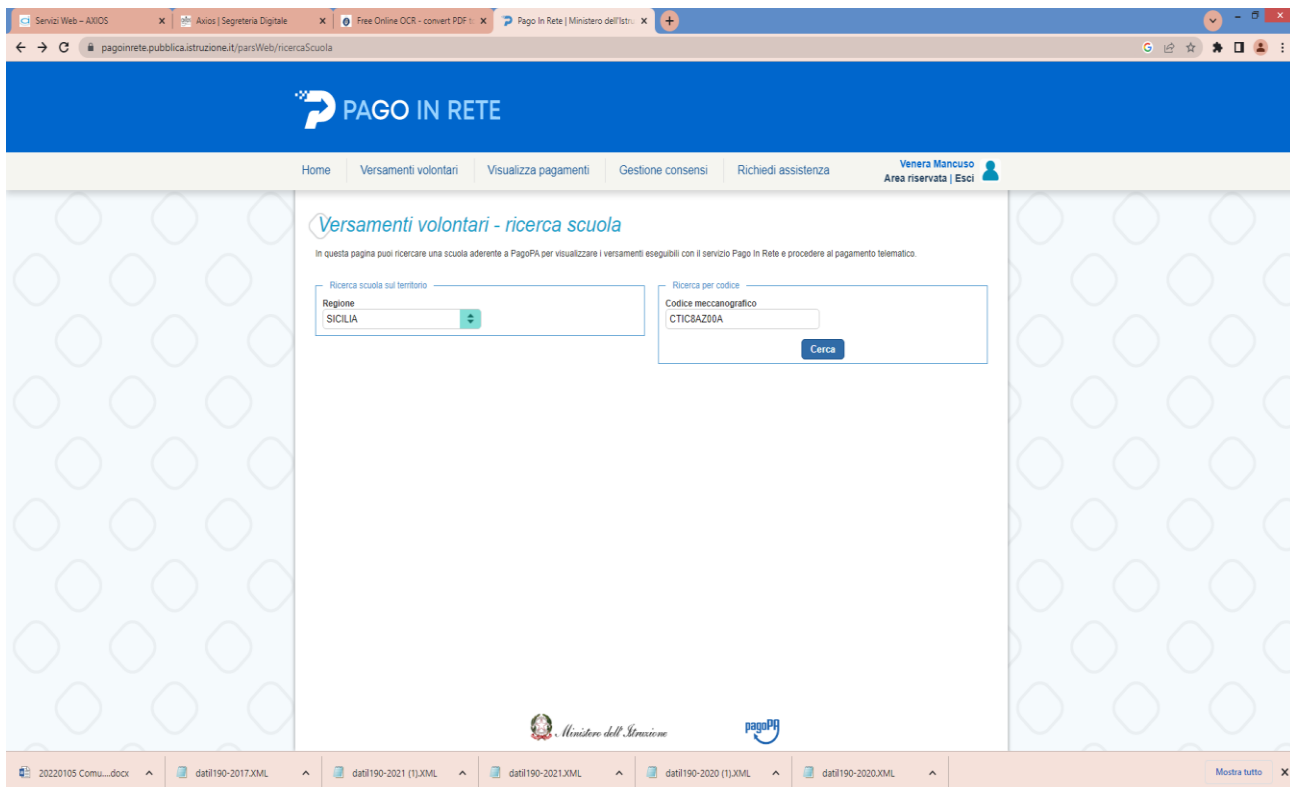 Servizi Web – AXIOS
Axios | Segreteria Digitale
Free Online OCR - convert PDF t
Pago In Rete | Ministero dell'Istru
pagoinrete.pubblica.istruzione.it/parsWeb/ricercaScuola
PAGO IN RETE
Home
Versamenti volontari
Visualizza pagamenti
Gestione consensi
Richiedi assistenza
Venera Mancuso
Area riservata | Esci
Versamenti volontari - ricerca scuola
In questa pagina puoi ricercare una scuola aderente a PagoPA per visualizzare i versamenti eseguibili con il servizio Pago In Rete e procedere al pagamento telematico.
Ricerca scuola sul territorio
Regione
SICILIA
Ricerca per codice
Codice meccanografico
CTIC8AZ00A
Cerca
Ministero dell'Istruzione
pagoPA
20220105 Comu....docx
datil190-2017.XML
datil190-2021 (1).XML
datil190-2021.XML
datil190-2020 (1).XML
datil190-2020.XML
Mostra tutto